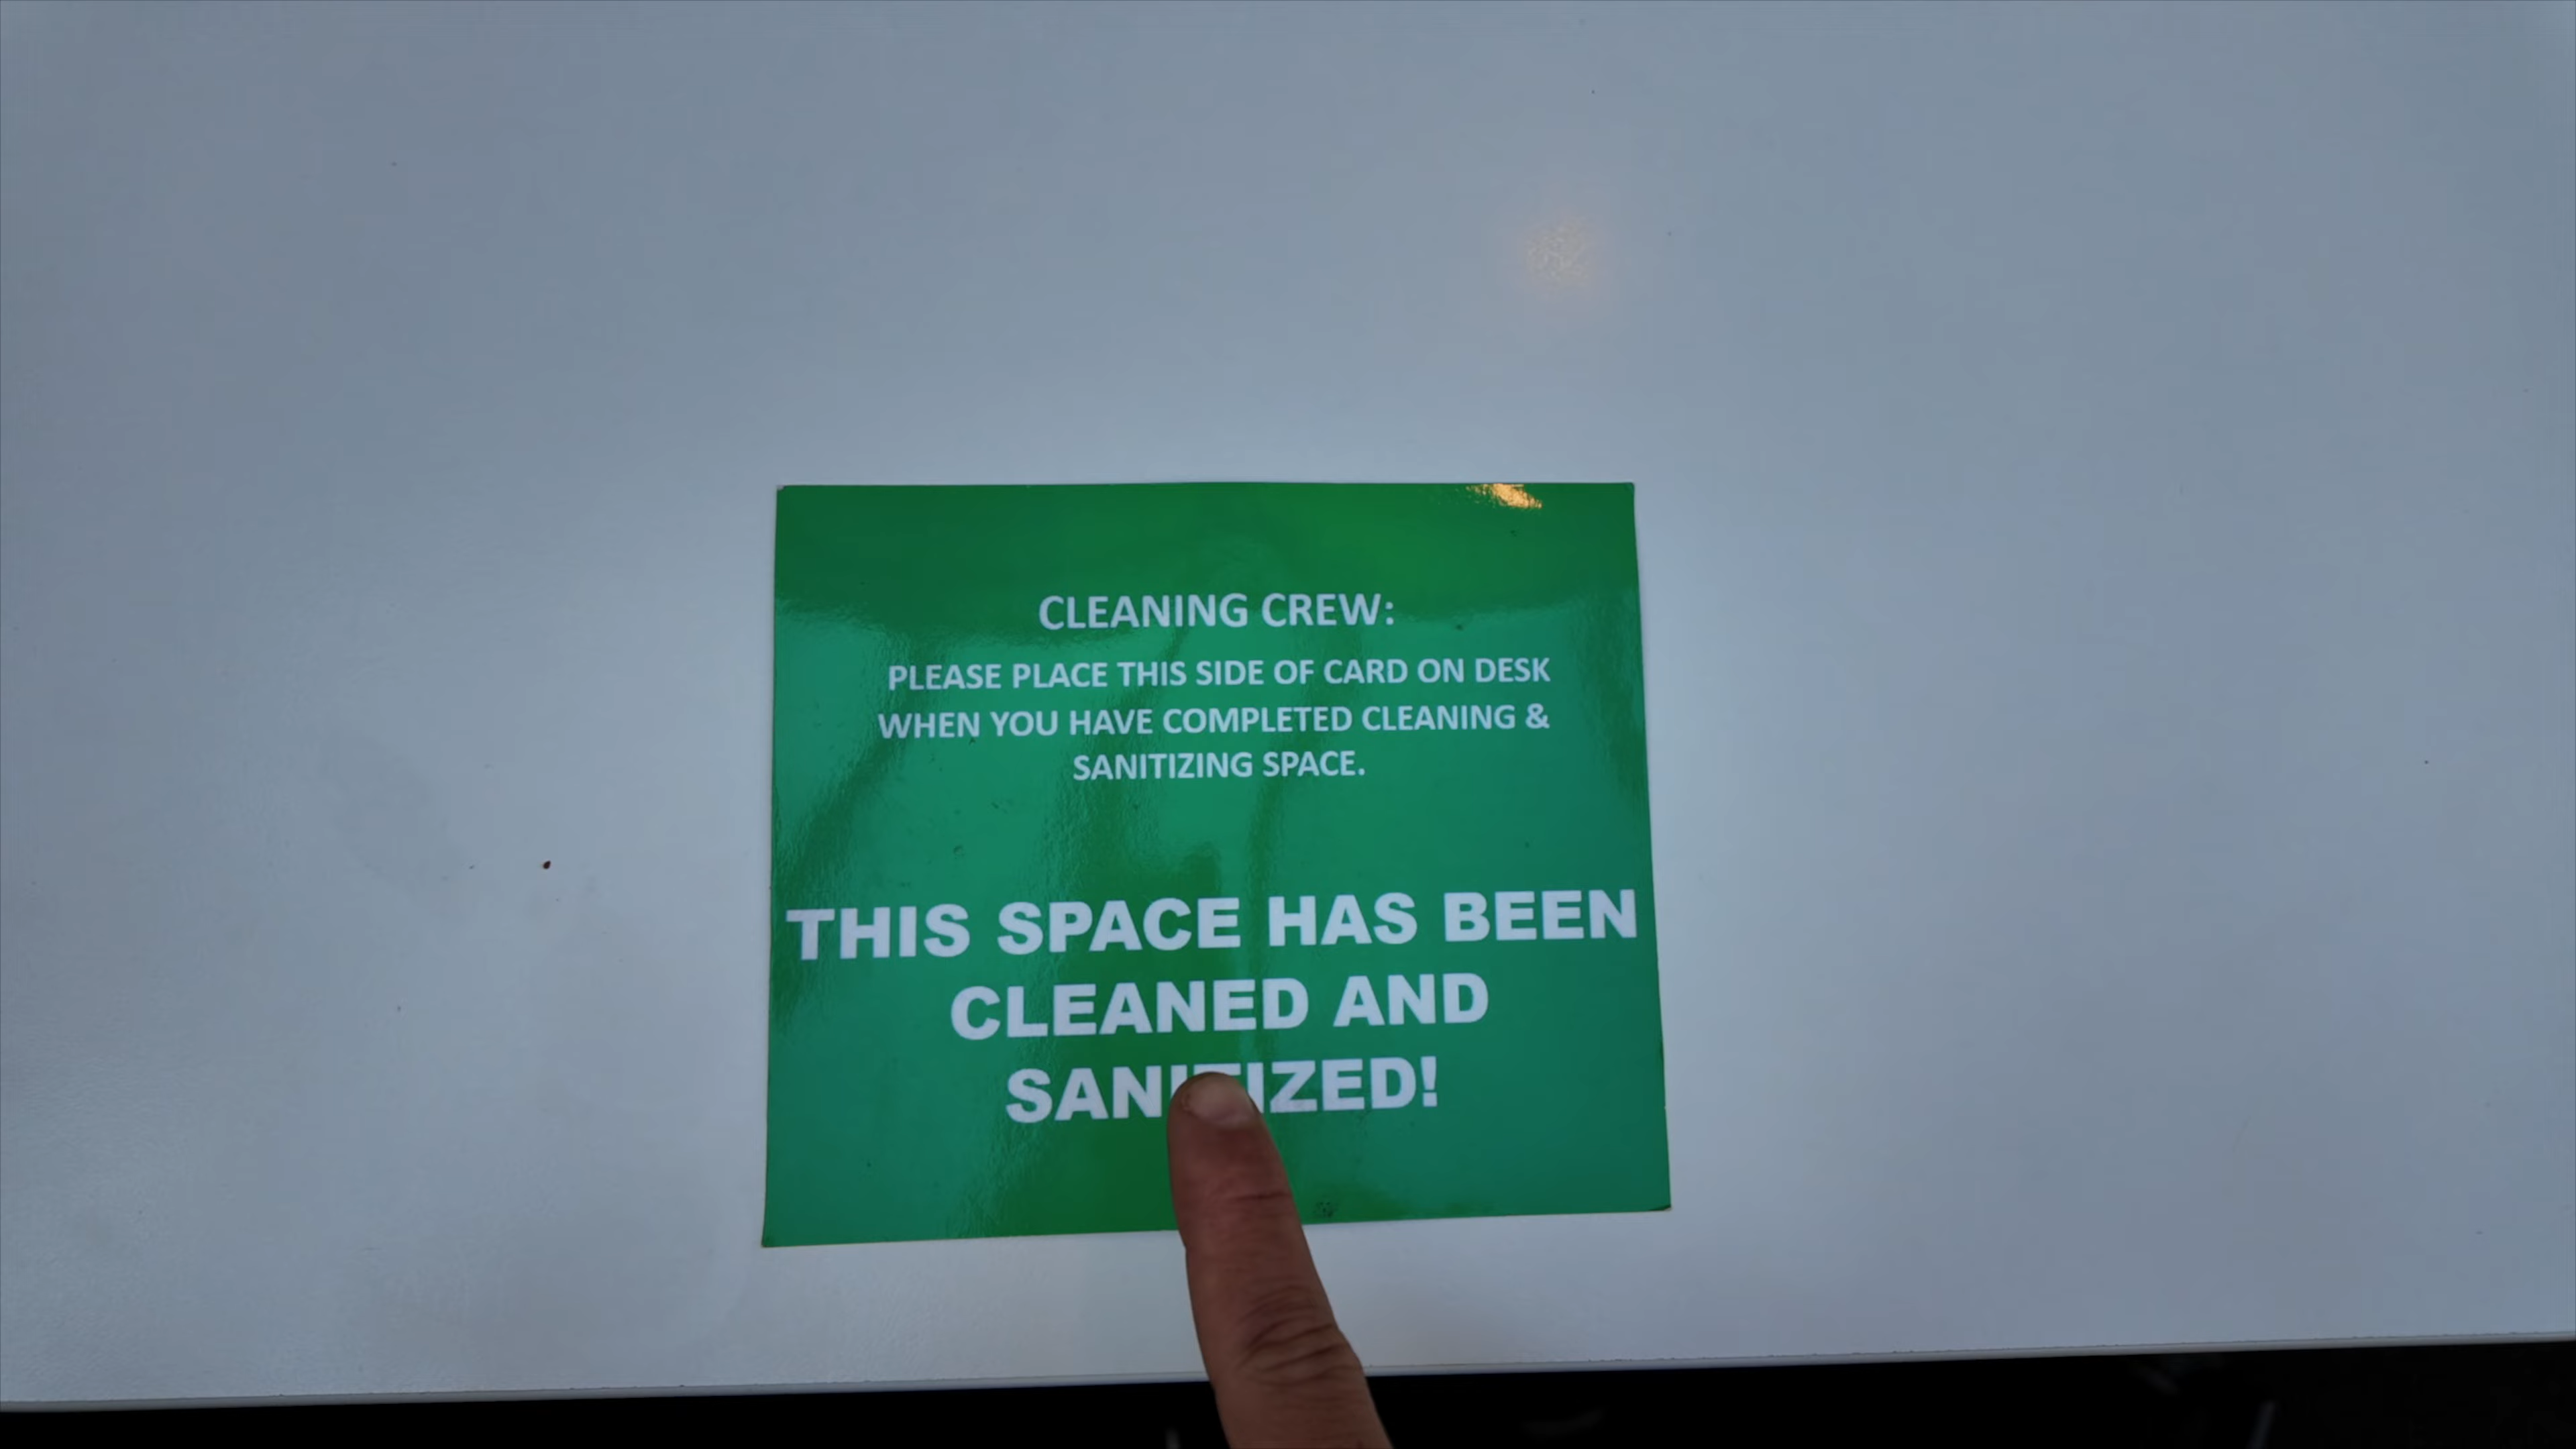 CLEANING CREW:
PLEASE PLACE THIS SIDE OF CARD ON DESK
WHEN YOU HAVE COMPLETED CLEANING &
SANITIZING SPACE.
THIS SPACE HAS BEEN
CLEANED AND
SANITIZED!